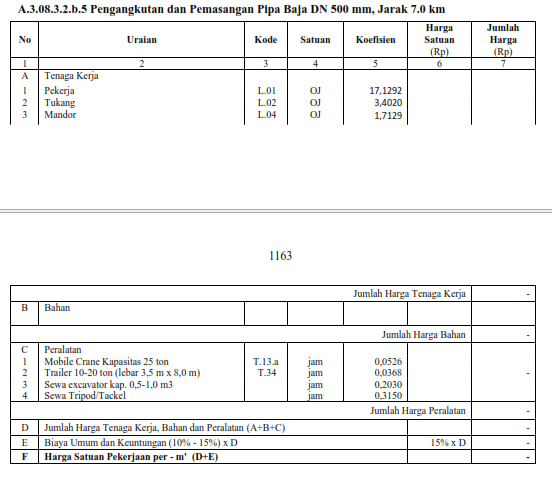 A.3.08.3.2.b.5 Pengangkutan dan Pemasangan Pipa Baja DN 500 mm, Jarak 7.0 km
No Uraian Kode Satuan Koefisien Harga Satuan (Rp) Jumlah Harga (Rp)
1 2 3 4 5 6 7
A Tenaga Kerja
1 Pekerja L.01 OJ 17,1292
2 Tukang L.02 OJ 3,4020
3 Mandor L.04 OJ 1,7129
1163
Jumlah Harga Tenaga Kerja -
B Bahan
Jumlah Harga Bahan -
C Peralatan
1 Mobile Crane Kapasitas 25 ton T.13.a jam 0,0526
2 Trailer 10-20 ton (lebar 3,5 m x 8,0 m) T.34 jam 0,0368 -
3 Sewa excavator kap. 0,5-1,0 m3 jam 0,2030
4 Sewa Tripod/Tackel jam 0,3150
Jumlah Harga Peralatan -
D Jumlah Harga Tenaga Kerja, Bahan dan Peralatan (A+B+C) -
E Biaya Umum dan Keuntungan (10% - 15%) x D 15% x D -
F Harga Satuan Pekerjaan per - m' (D+E) -